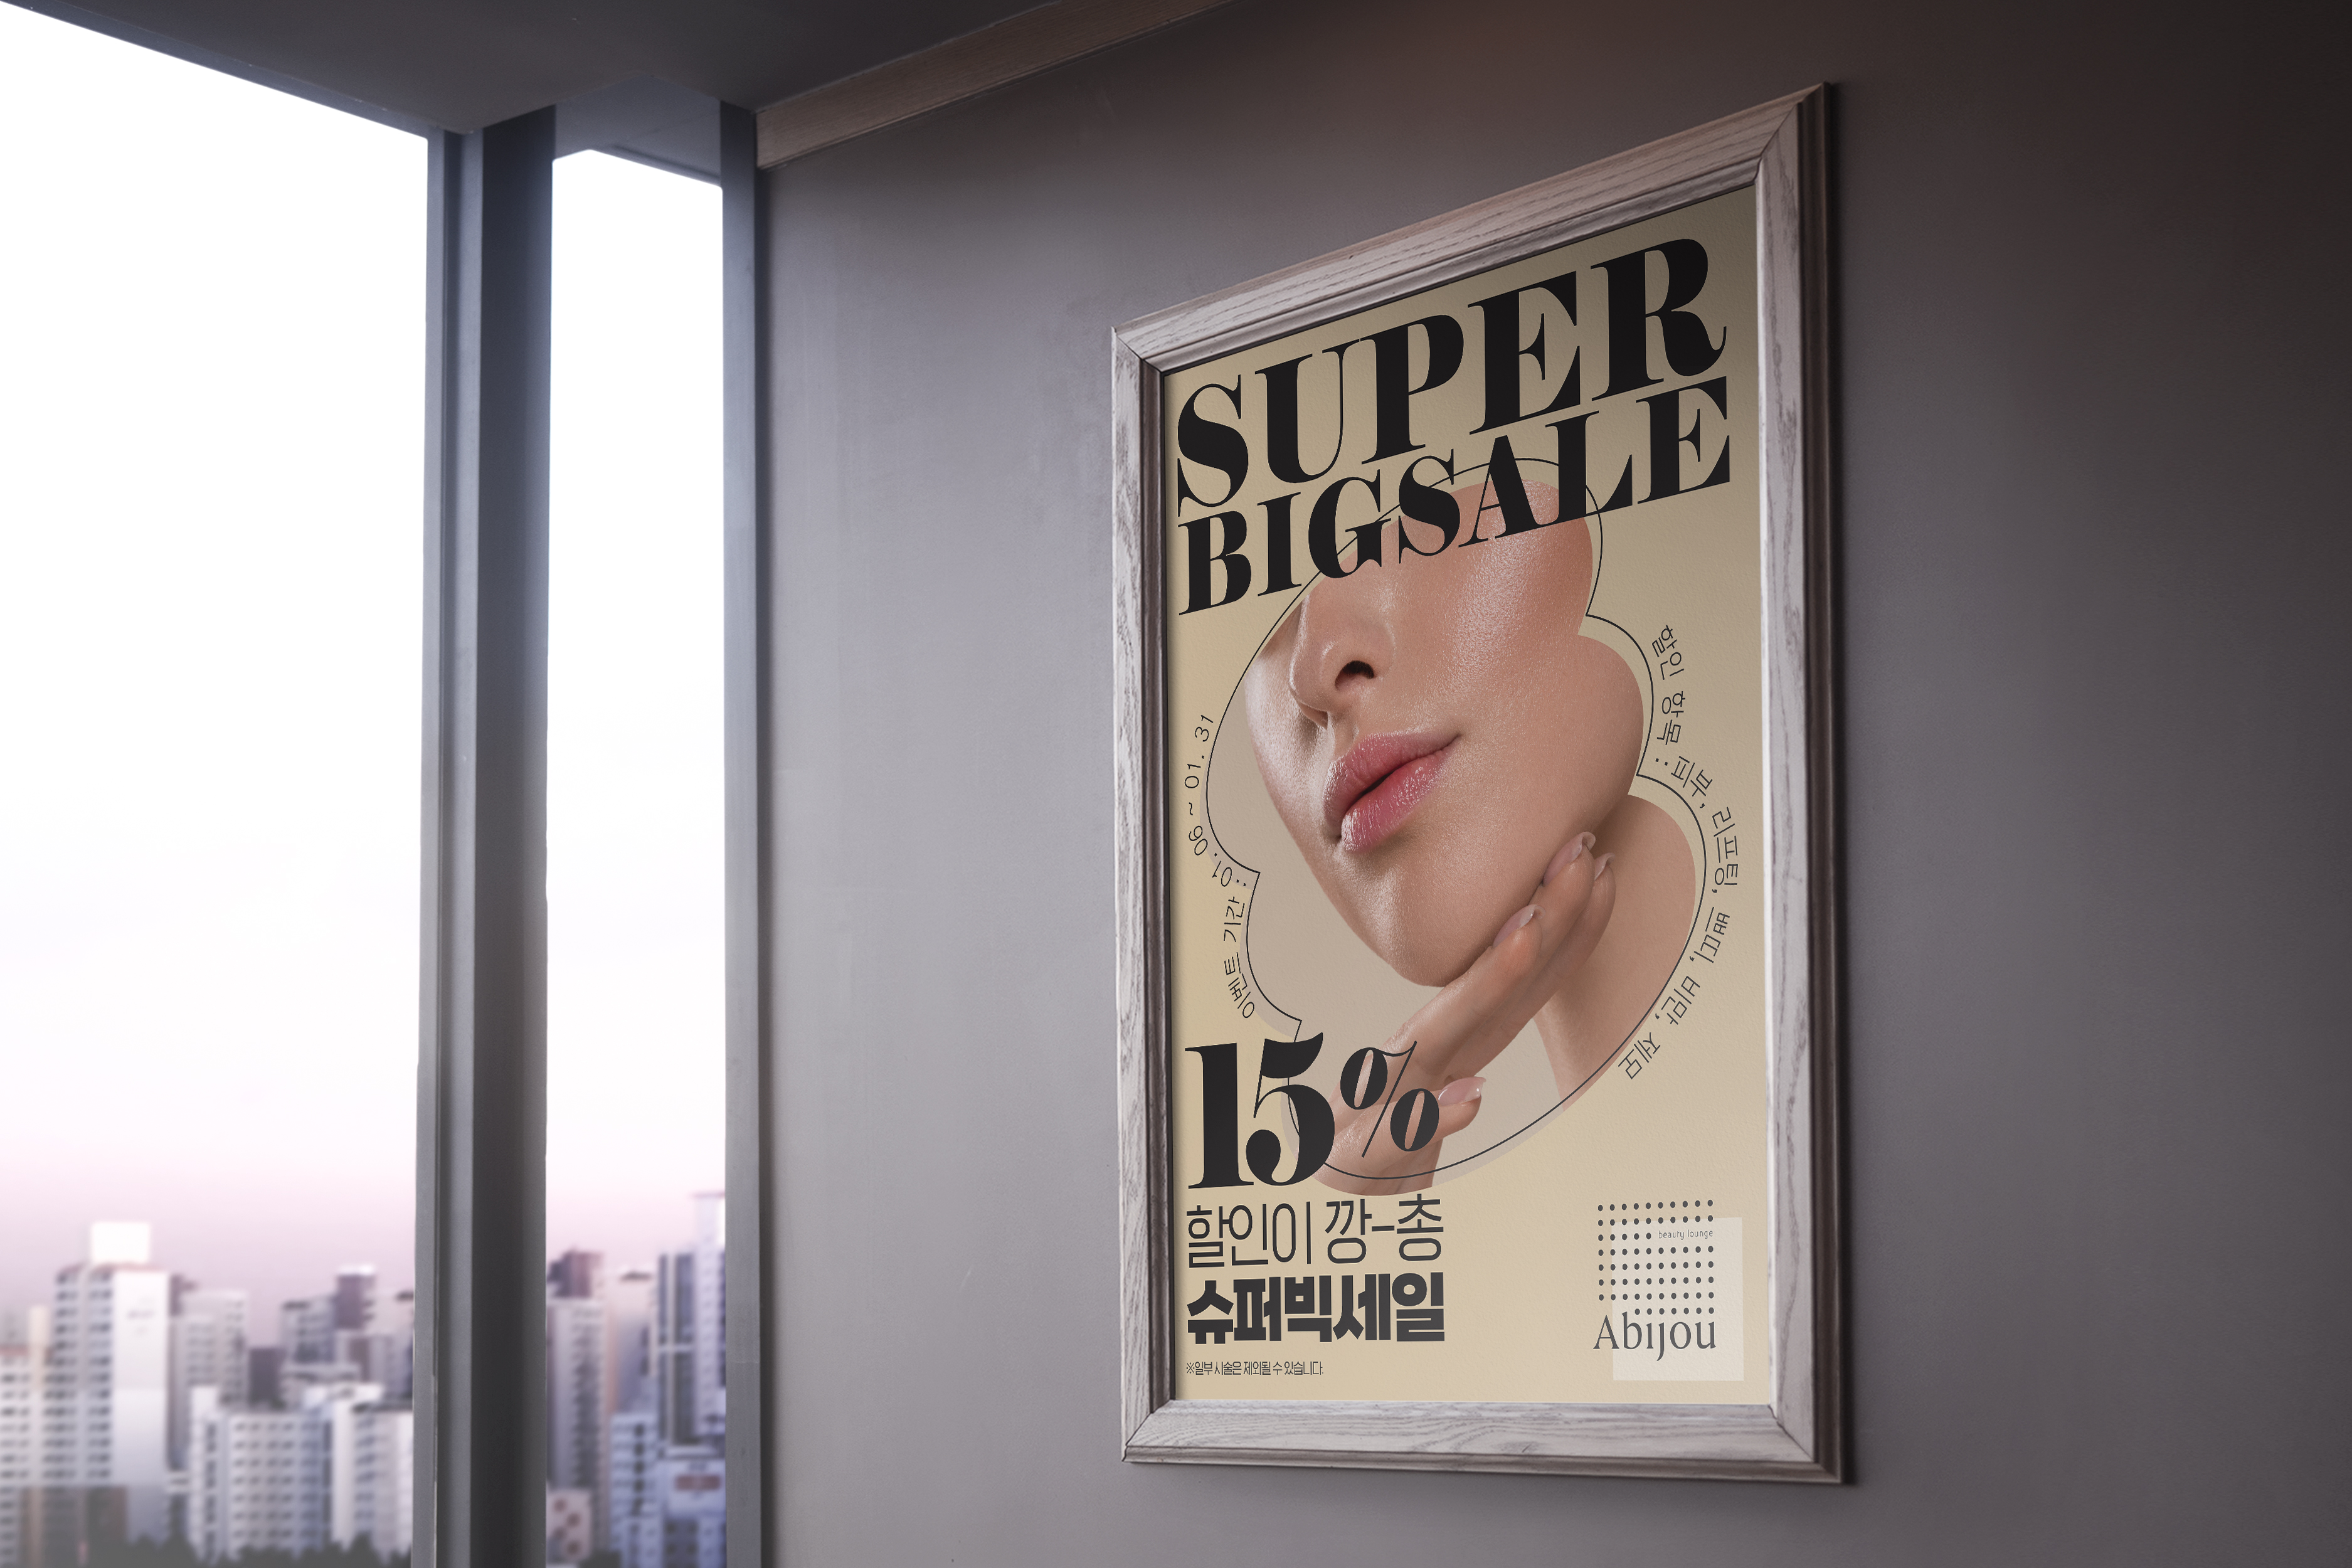 SUPER
BIGSALE
이벤트 기간 : 01. 06 ~ 01. 31
할인 항목 : 피부, 리프팅, 쁘띠, 비만, 제모
15%
할인이 깡-총
슈퍼빅세일
※일부 시술은 제외될 수 있습니다.
beauty lounge
Abijou